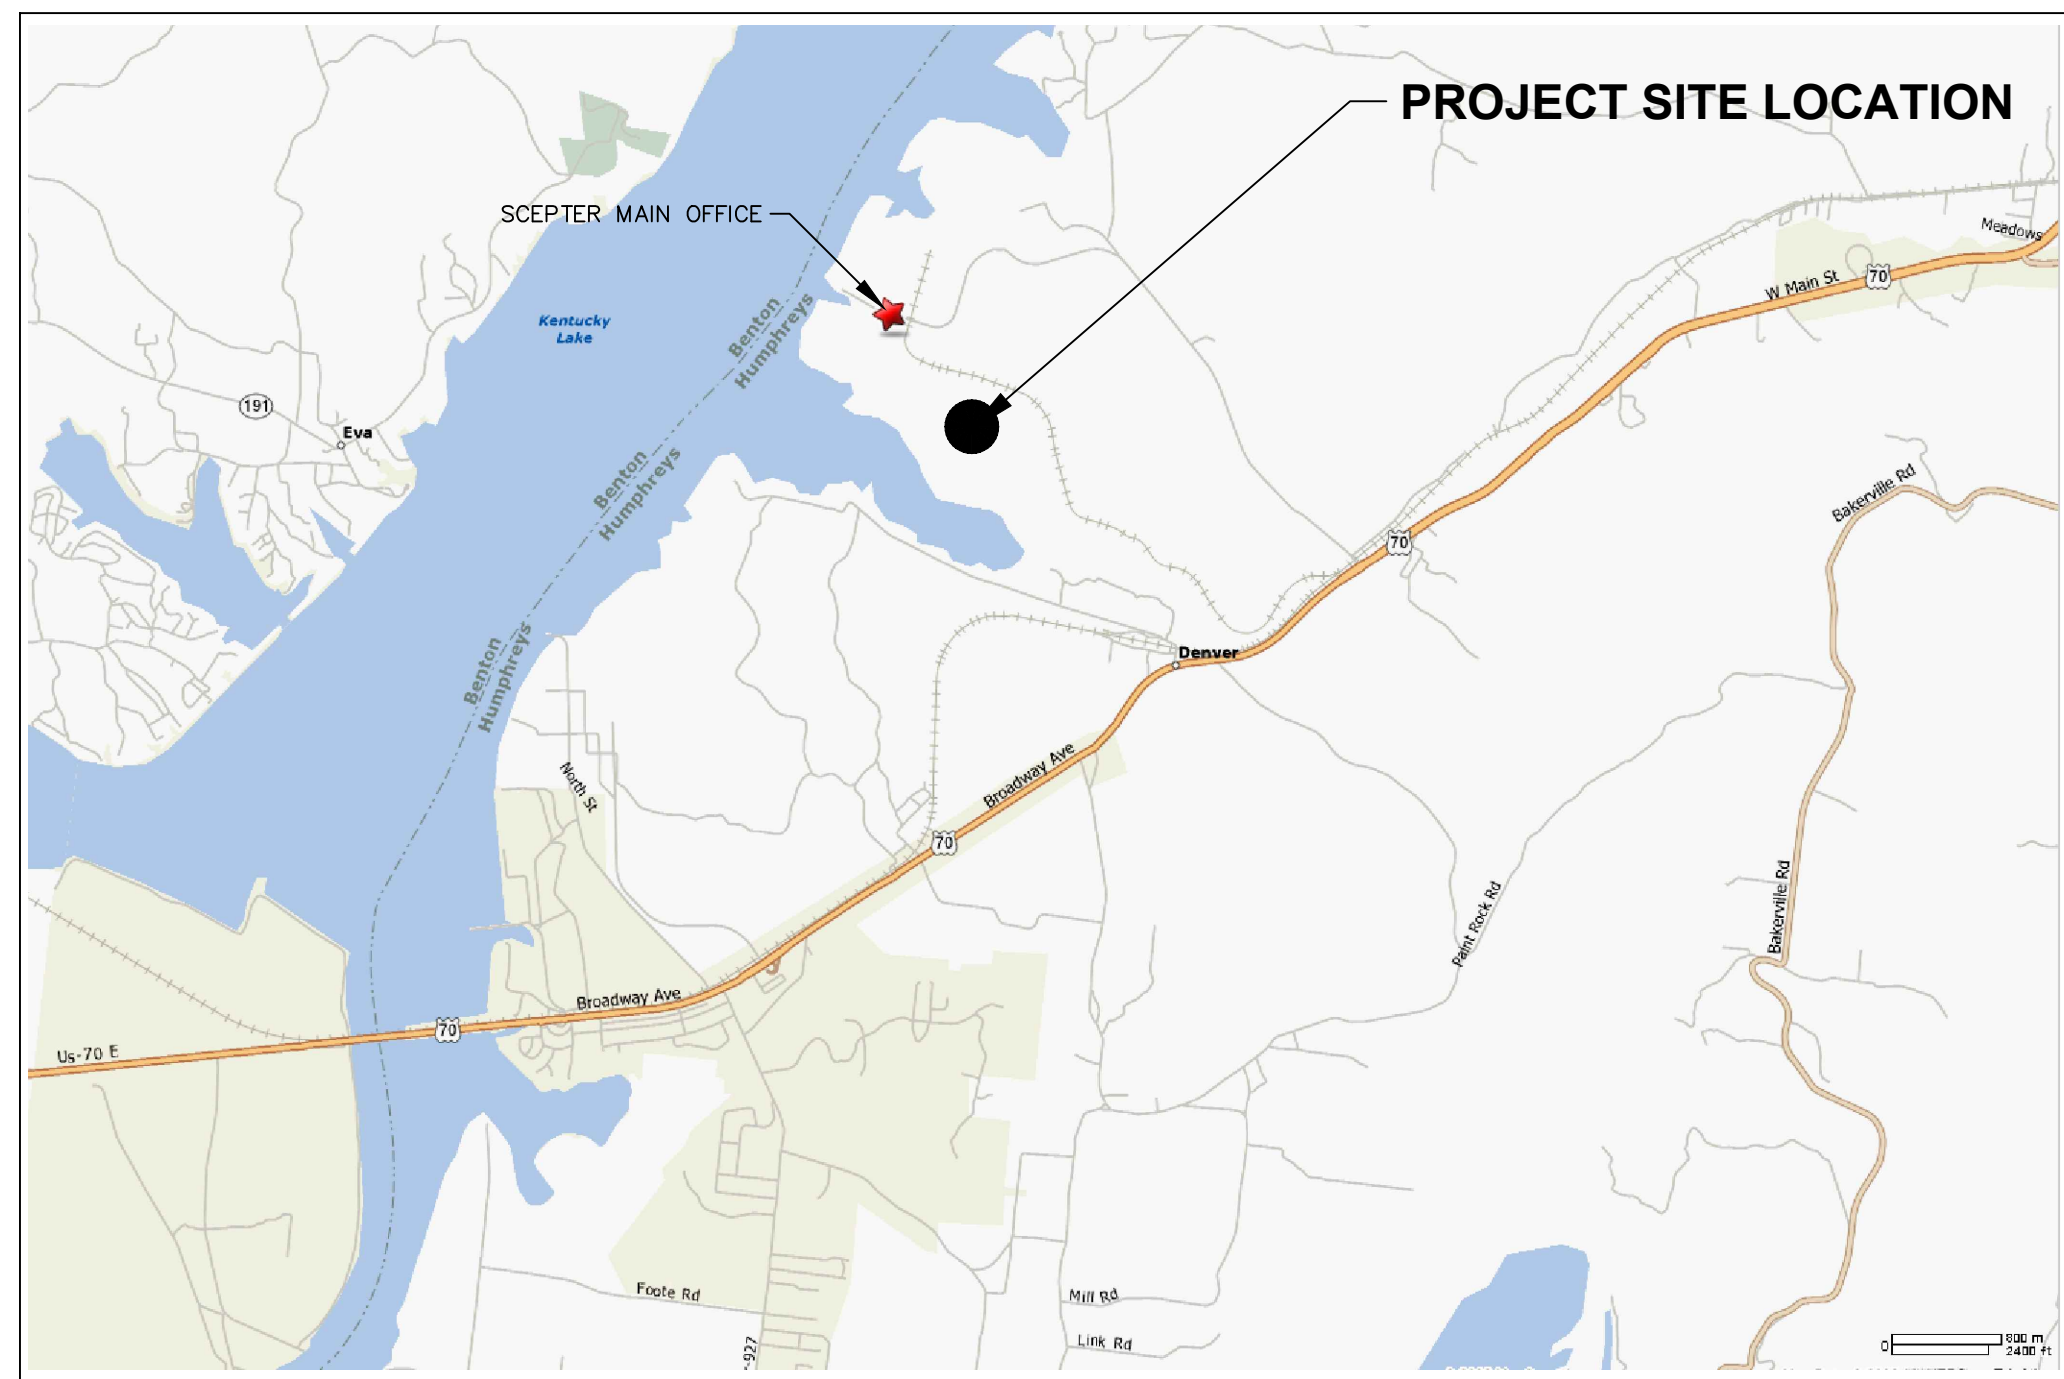 PROJECT SITE LOCATION
SCEPTER MAIN OFFICE
Meadows
W Main St
70
Kentucky
Lake
Benton
Humphreys
191
Eva
Benton
Humphreys
Bakerville Rd
70
Benton
Humphreys
Denver
North St
Broadway Ave
70
Paint Rock Rd
Bakerville Rd
Broadway Ave
70
Us-70 E
Foote Rd
Mill Rd
Link Rd
-927
0
800 m
2400 ft